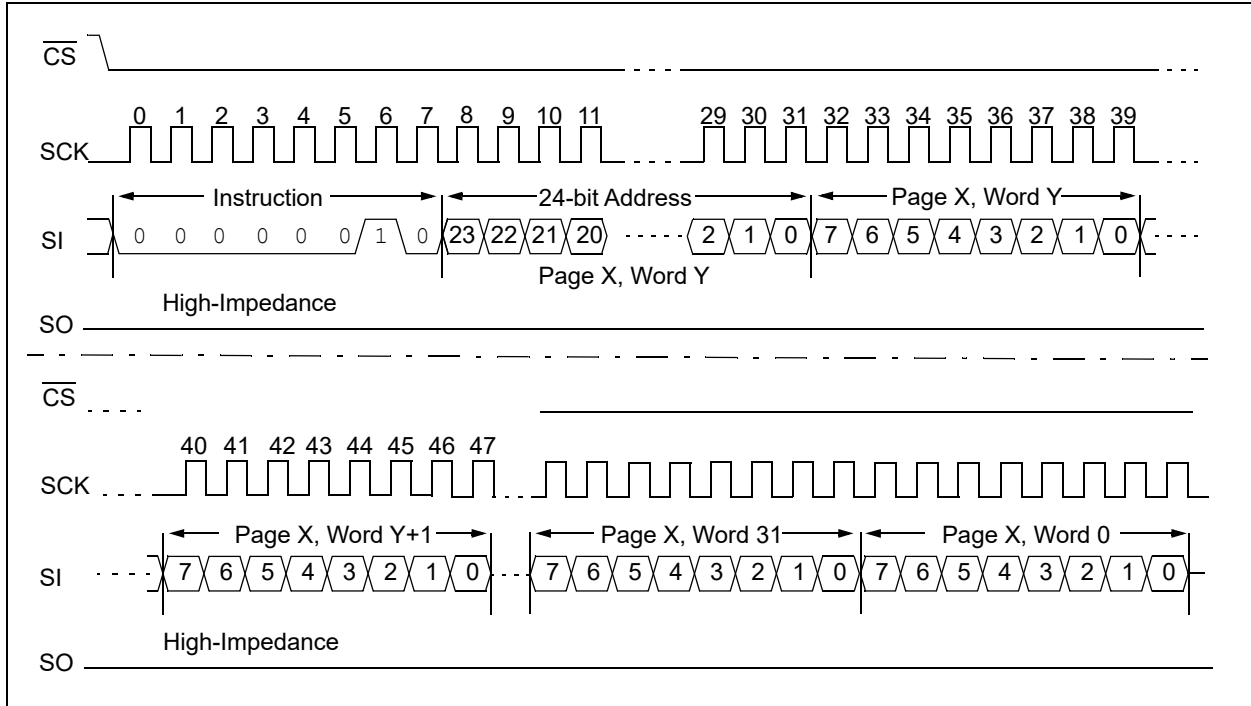 CS
0 1 2 3 4 5 6 7 8 9 10 11 29 30 31 32 33 34 35 36 37 38 39
SCK
Instruction 24-bit Address Page X, Word Y
SI 0 0 0 0 0 0 1 0 23 22 21 20 2 1 0 7 6 5 4 3 2 1 0
Page X, Word Y
High-Impedance
SO
CS
40 41 42 43 44 45 46 47
SCK
Page X, Word Y+1 Page X, Word 31 Page X, Word 0
SI 7 6 5 4 3 2 1 0 7 6 5 4 3 2 1 0 7 6 5 4 3 2 1 0
High-Impedance
SO